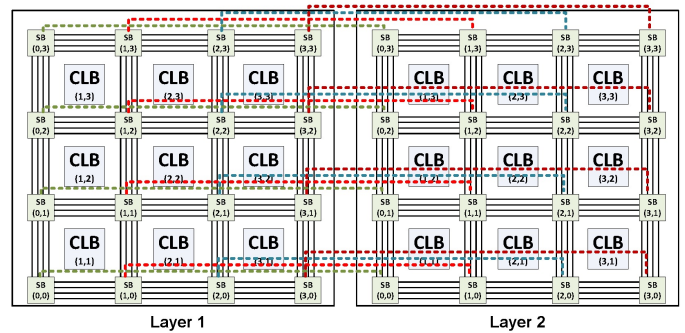 SB SB SB SB SB SB SB SB
(0,3) (1,3) (2,3) (3,3) (0,3) (1,3) (2,3) (3,3)
CLB CLB CLB CLB CLB CLB
(1,3) (2,3) (3,3) (1,3) (2,3) (3,3)
SB SB SB SB SB SB SB SB
(0,2) (1,2) (2,2) (3,2) (0,2) (1,2) (2,2) (3,2)
CLB CLB CLB CLB CLB CLB
(1,2) (2,2) (3,2) (1,2) (2,2) (3,2)
SB SB SB SB SB SB SB SB
(0,1) (1,1) (2,1) (3,1) (0,1) (1,1) (2,1) (3,1)
CLB CLB CLB CLB CLB CLB
(1,1) (2,1) (3,1) (1,1) (2,1) (3,1)
SB SB SB SB SB SB SB SB
(0,0) (1,0) (2,0) (3,0) (0,0) (1,0) (2,0) (3,0)
Layer 1 Layer 2